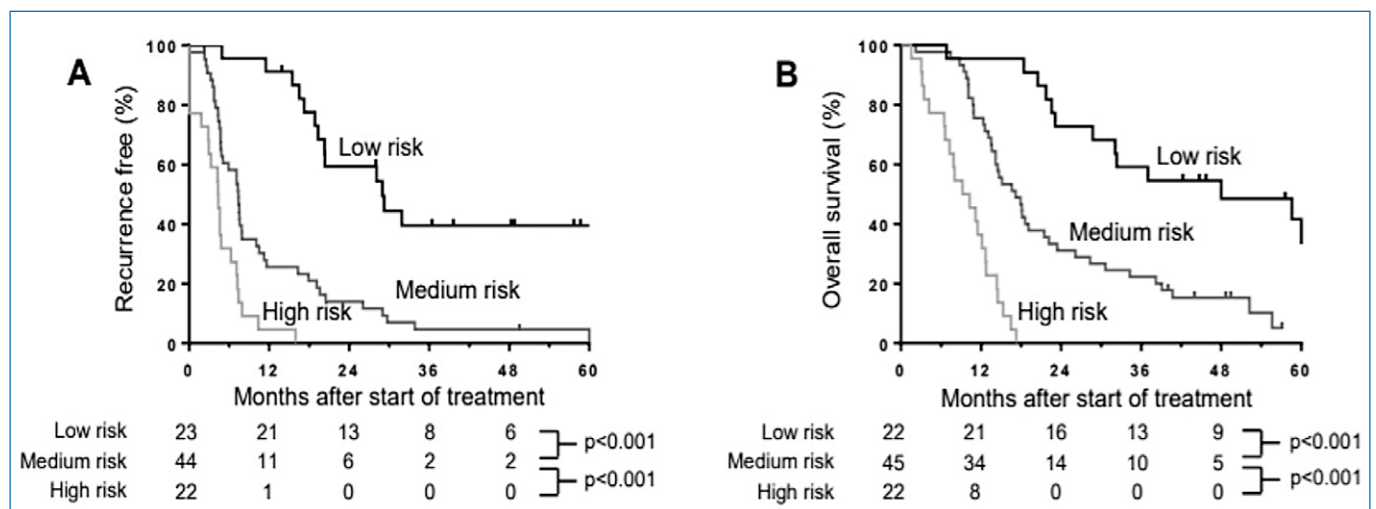 A
Recurrence free (%)
100
80
60
40
20
0
Low risk
Medium risk
High risk
0 12 24 36 48 60
Months after start of treatment
Low risk 23 21 13 8 6
Medium risk 44 11 6 2 2
High risk 22 1 0 0 0
p<0.001
p<0.001
B
Overall survival (%)
100
80
60
40
20
0
Low risk
Medium risk
High risk
0 12 24 36 48 60
Months after start of treatment
Low risk 22 21 16 13 9
Medium risk 45 34 14 10 5
High risk 22 8 0 0 0
p<0.001
p<0.001